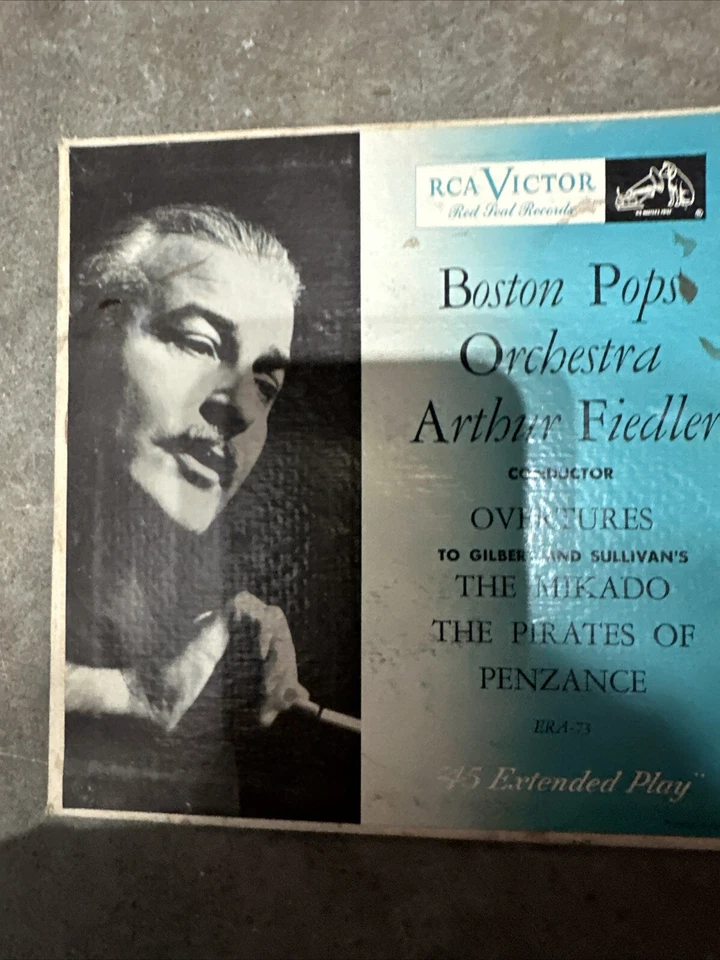 RCA VICTOR
Red Seal Records
Boston Pops
Orchestra
Arthur Fiedler
CONDUCTOR
OVERTURES
TO GILBERT AND SULLIVAN'S
THE MIKADO
THE PIRATES OF
PENZANCE
ERA-73
"45 Extended Play"